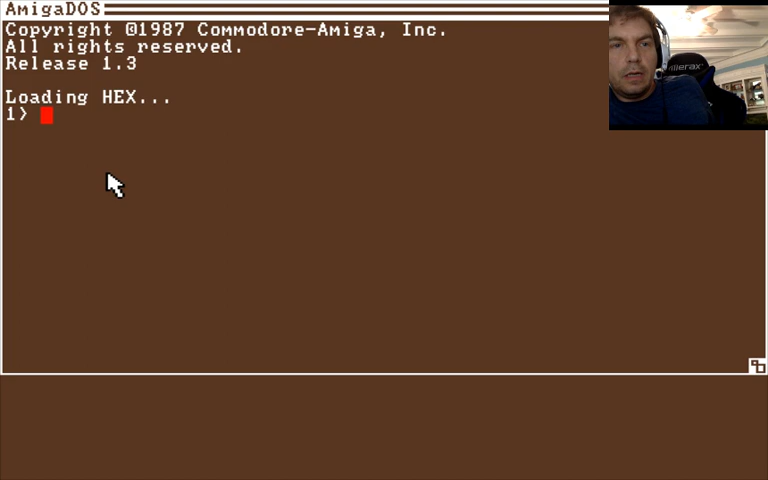 AmigaDOS
Copyright ©1987 Commodore-Amiga, Inc.
All rights reserved.
Release 1.3
Loading HEX...
1>